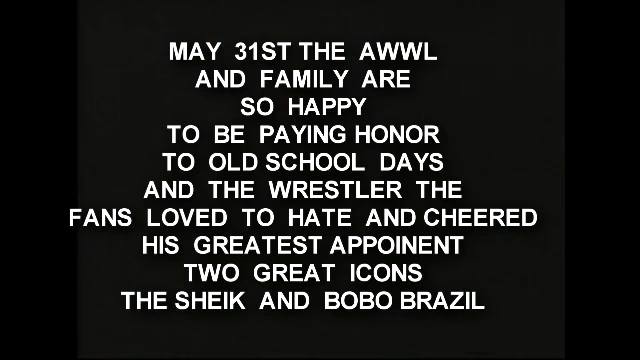 MAY 31ST THE AWWL
AND FAMILY ARE
SO HAPPY
TO BE PAYING HONOR
TO OLD SCHOOL DAYS
AND THE WRESTLER THE
FANS LOVED TO HATE AND CHEERED
HIS GREATEST APPOINENT
TWO GREAT ICONS
THE SHEIK AND BOBO BRAZIL